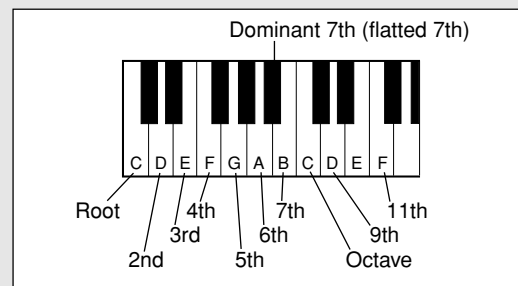 Dominant 7th (flatted 7th)
C D E F G A B C D E F
Root 4th 7th 11th
3rd 6th 9th
2nd 5th Octave